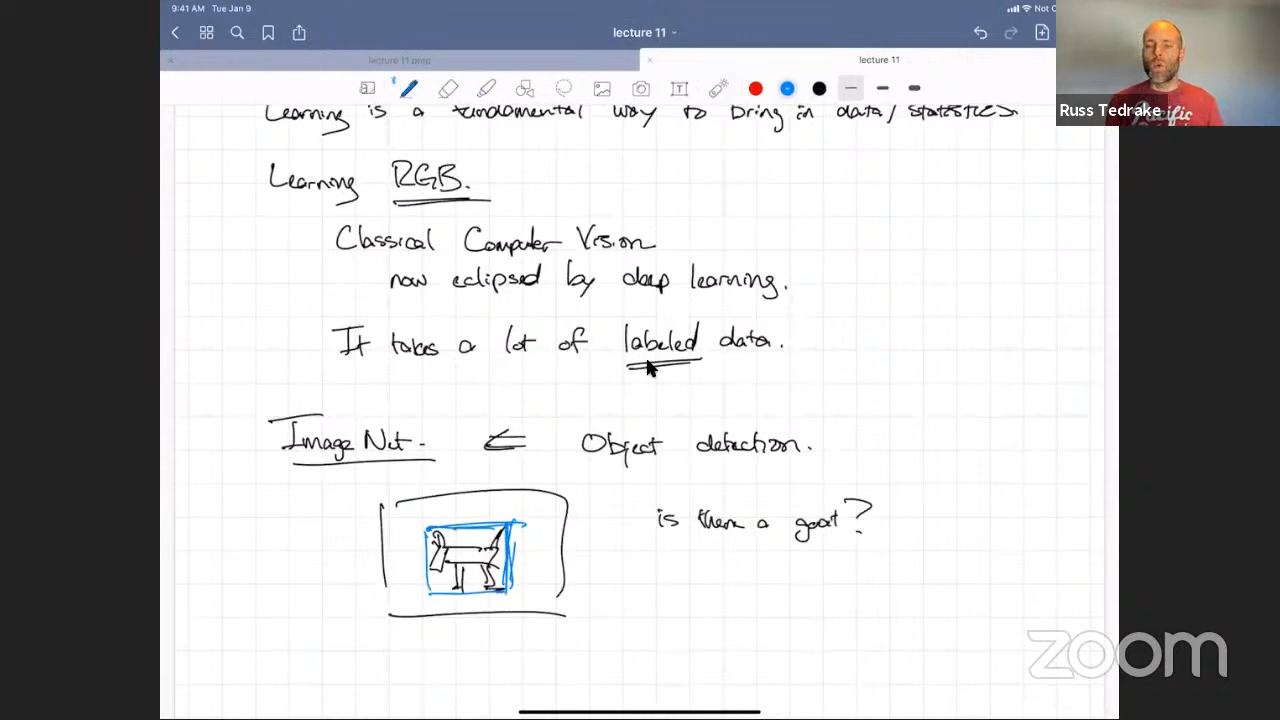 9:41 AM Tue Jan 9
Not C
lecture 11
lecture 11 prep
lecture 11
T
Russ Tedrake
Pacific
Learning is a fundamental way to bring in data/statistics.
Learning RGB.
Classical Computer Vision
now eclipsed by deep learning.
It takes a lot of labeled data.
ImageNet - ⇐ Object detection.
is there a goat?
zoom